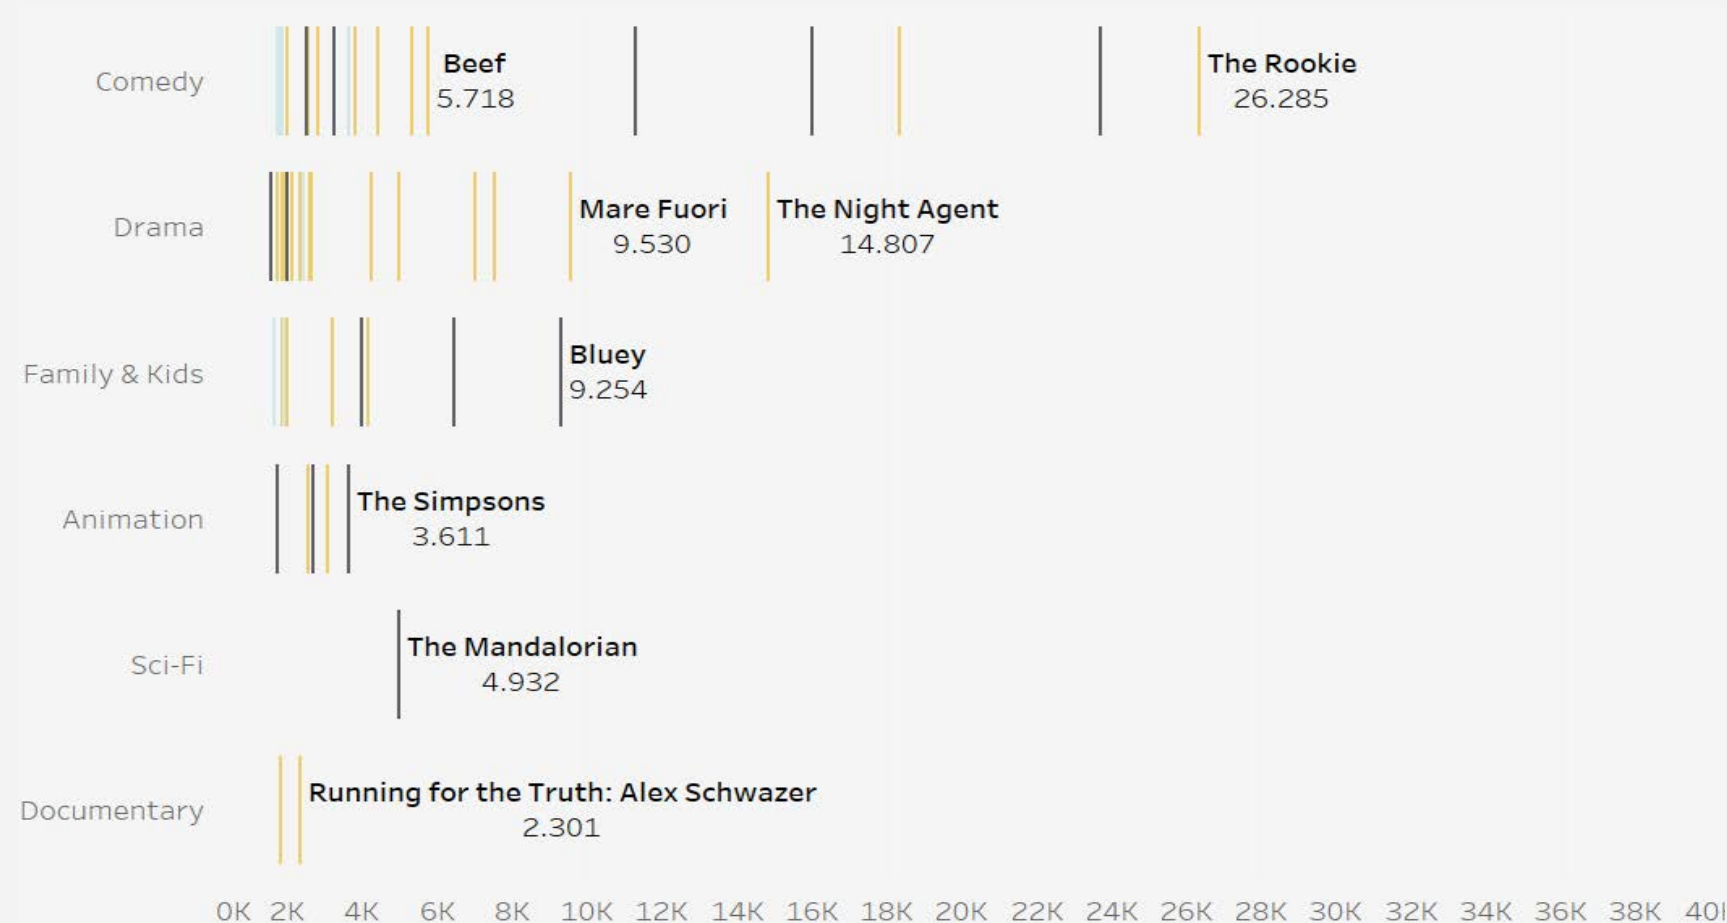 Comedy
Beef
5.718
The Rookie
26.285
Drama
Mare Fuori
9.530
The Night Agent
14.807
Family & Kids
Bluey
9.254
Animation
The Simpsons
3.611
Sci-Fi
The Mandalorian
4.932
Documentary
Running for the Truth: Alex Schwazer
2.301
0K 2K 4K 6K 8K 10K 12K 14K 16K 18K 20K 22K 24K 26K 28K 30K 32K 34K 36K 38K 40